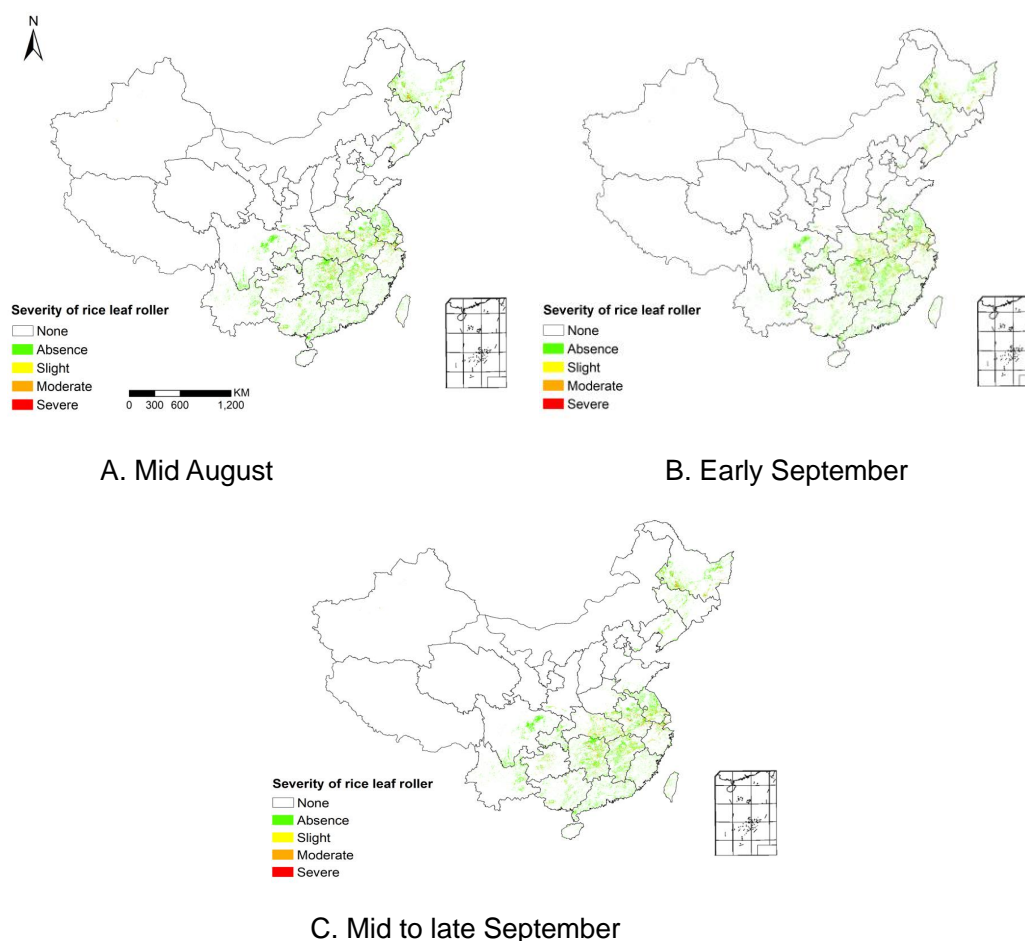 N
Severity of rice leaf roller
None
Absence
Slight
Moderate
Severe
KM
0 300 600 1,200
A. Mid August
Severity of rice leaf roller
None
Absence
Slight
Moderate
Severe
B. Early September
Severity of rice leaf roller
None
Absence
Slight
Moderate
Severe
C. Mid to late September